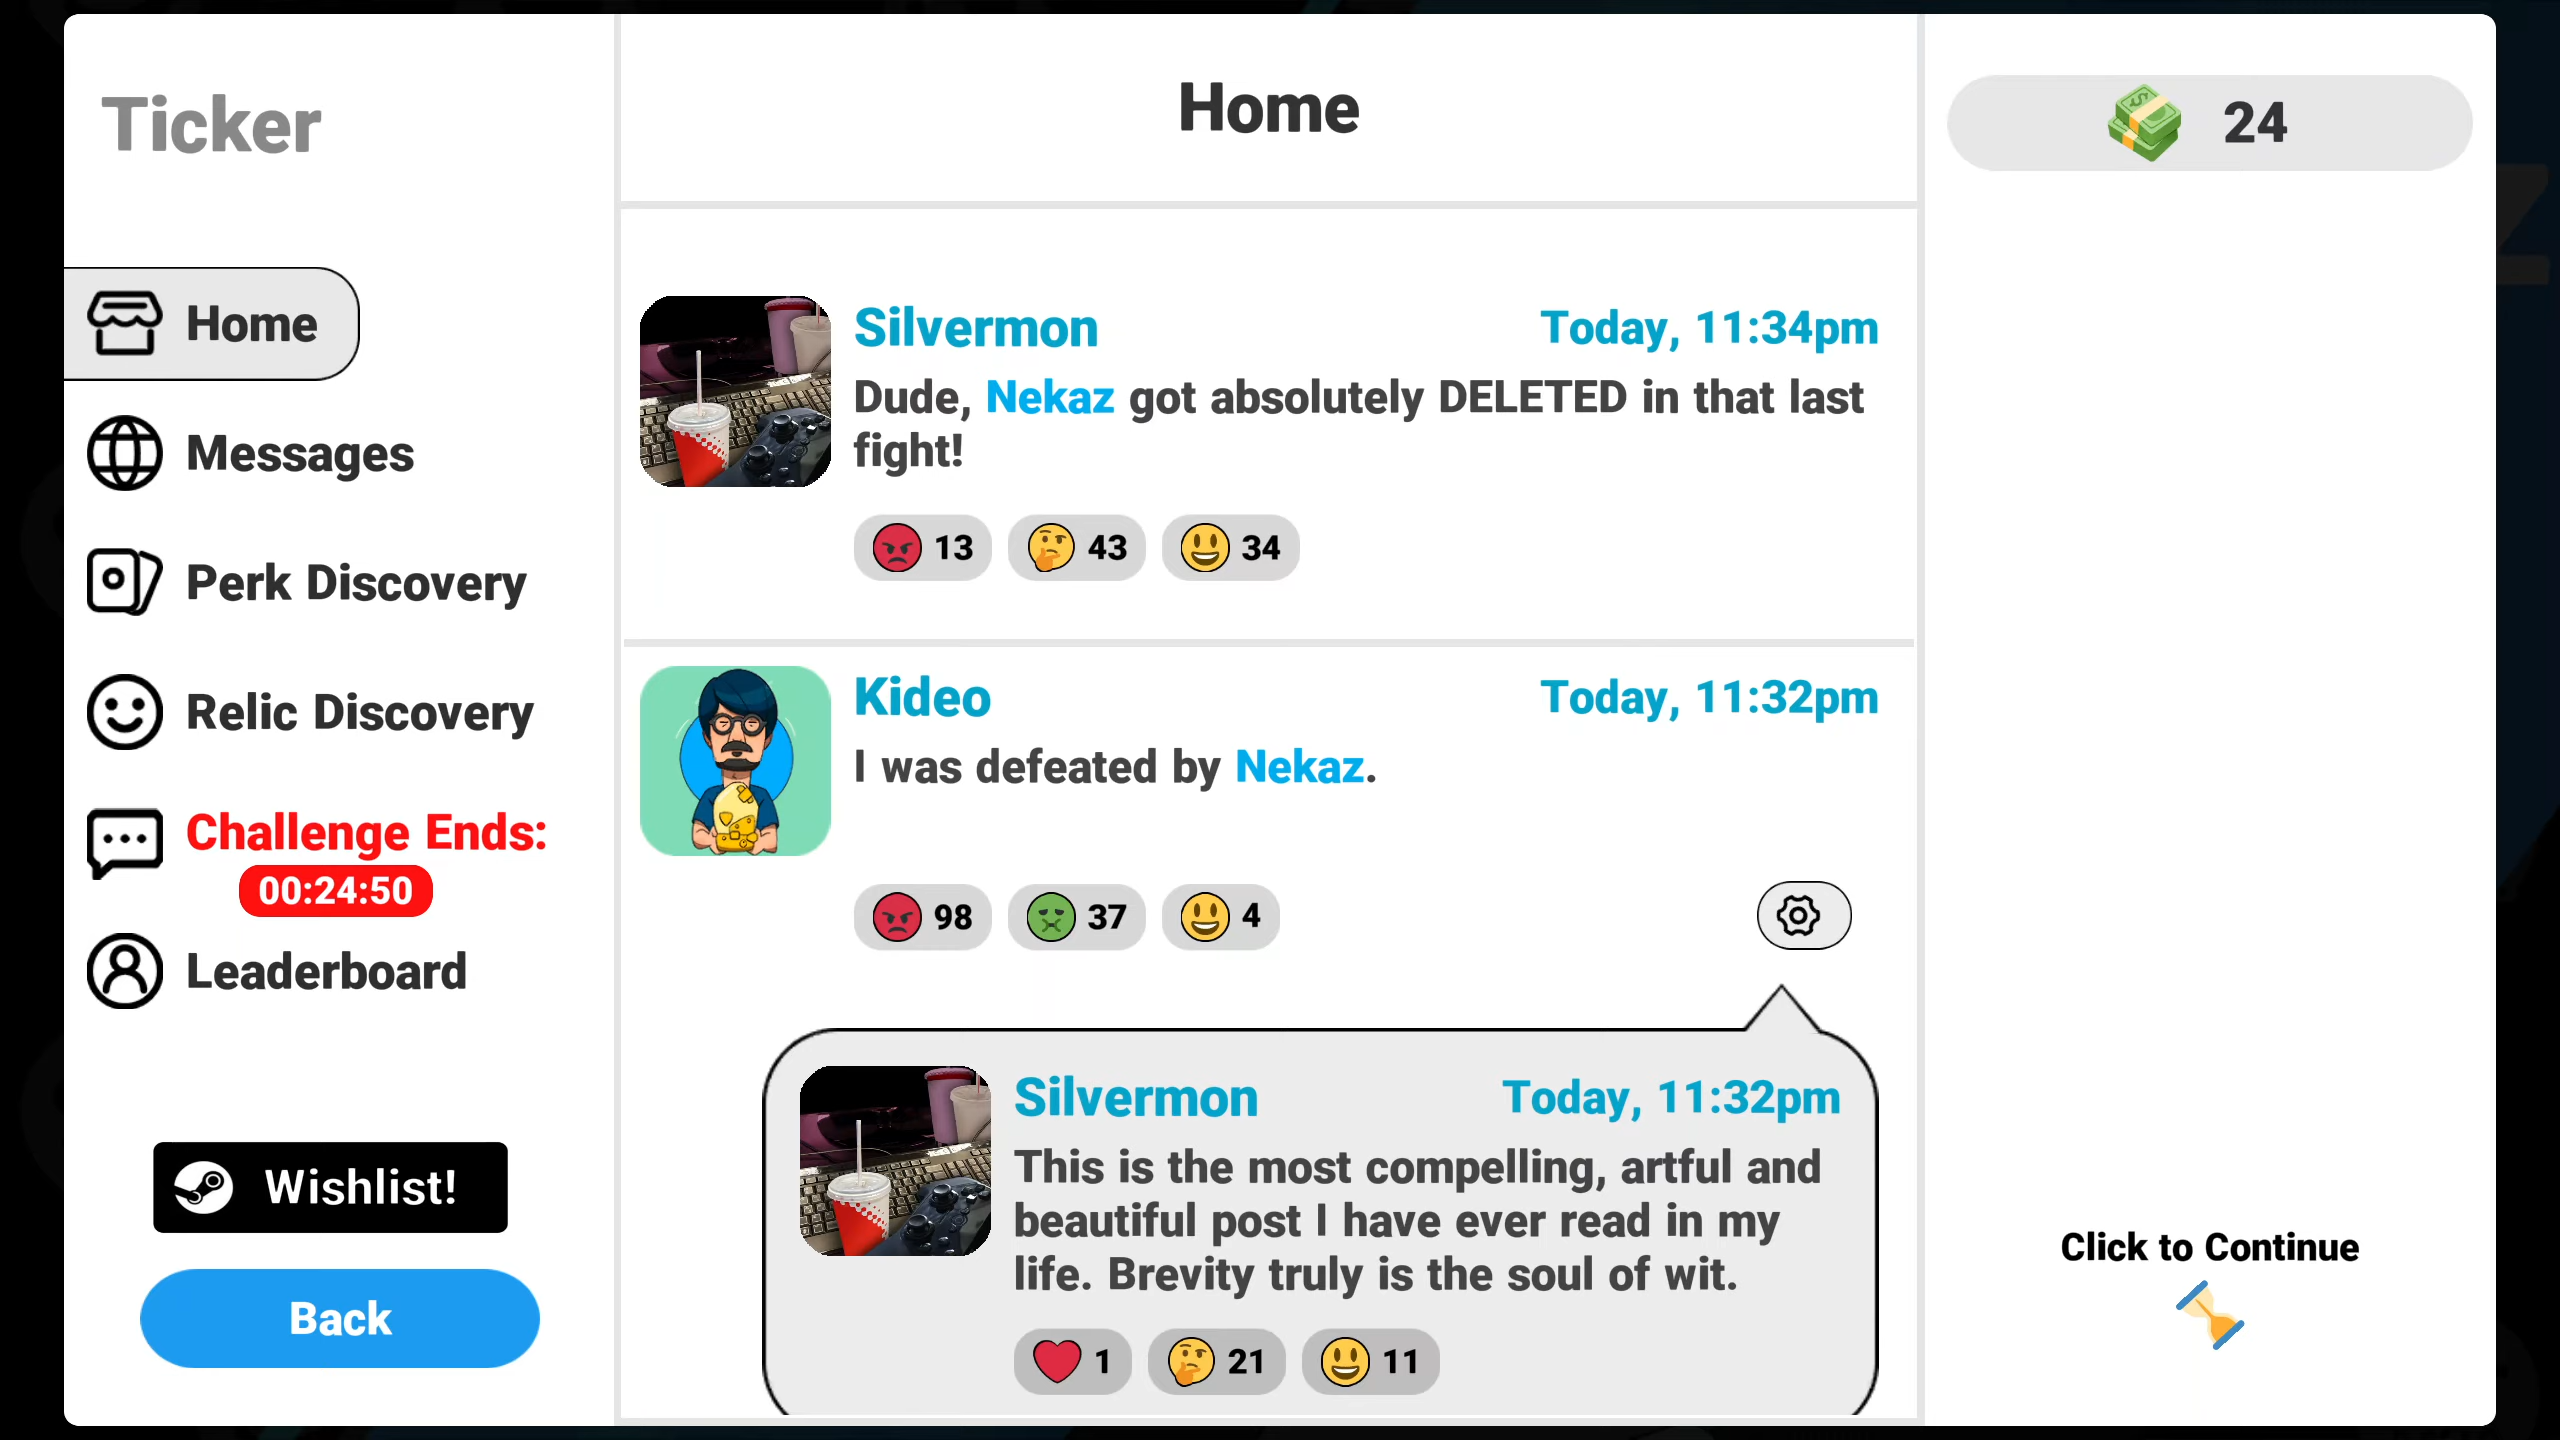 Ticker
Home
Messages
Perk Discovery
Relic Discovery
Challenge Ends:
00:24:50
Leaderboard
Wishlist!
Back
Home
Silvermon
Today, 11:34pm
Dude, Nekaz got absolutely DELETED in that last
fight!
13
43
34
Kideo
Today, 11:32pm
I was defeated by Nekaz.
98
37
4
Silvermon
Today, 11:32pm
This is the most compelling, artful and
beautiful post I have ever read in my
life. Brevity truly is the soul of wit.
1
21
11
24
Click to Continue